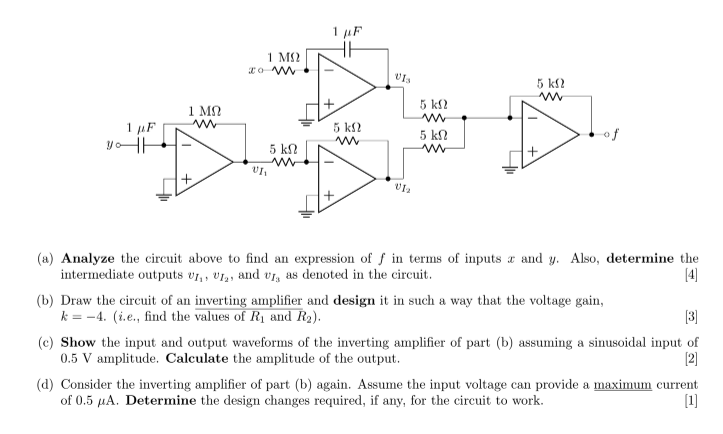 1 μF
1 MΩ
x
−
+
v_{I_3}
5 kΩ
5 kΩ
5 kΩ
−
+
f
1 MΩ
1 μF
y
−
+
v_{I_1}
5 kΩ
5 kΩ
−
+
v_{I_2}
(a) Analyze the circuit above to find an expression of f in terms of inputs x and y. Also, determine the
intermediate outputs v_{I_1}, v_{I_2}, and v_{I_3} as denoted in the circuit. [4]
(b) Draw the circuit of an inverting amplifier and design it in such a way that the voltage gain,
k = −4. (i.e., find the values of R_1 and R_2). [3]
(c) Show the input and output waveforms of the inverting amplifier of part (b) assuming a sinusoidal input of
0.5 V amplitude. Calculate the amplitude of the output. [2]
(d) Consider the inverting amplifier of part (b) again. Assume the input voltage can provide a maximum current
of 0.5 μA. Determine the design changes required, if any, for the circuit to work. [1]